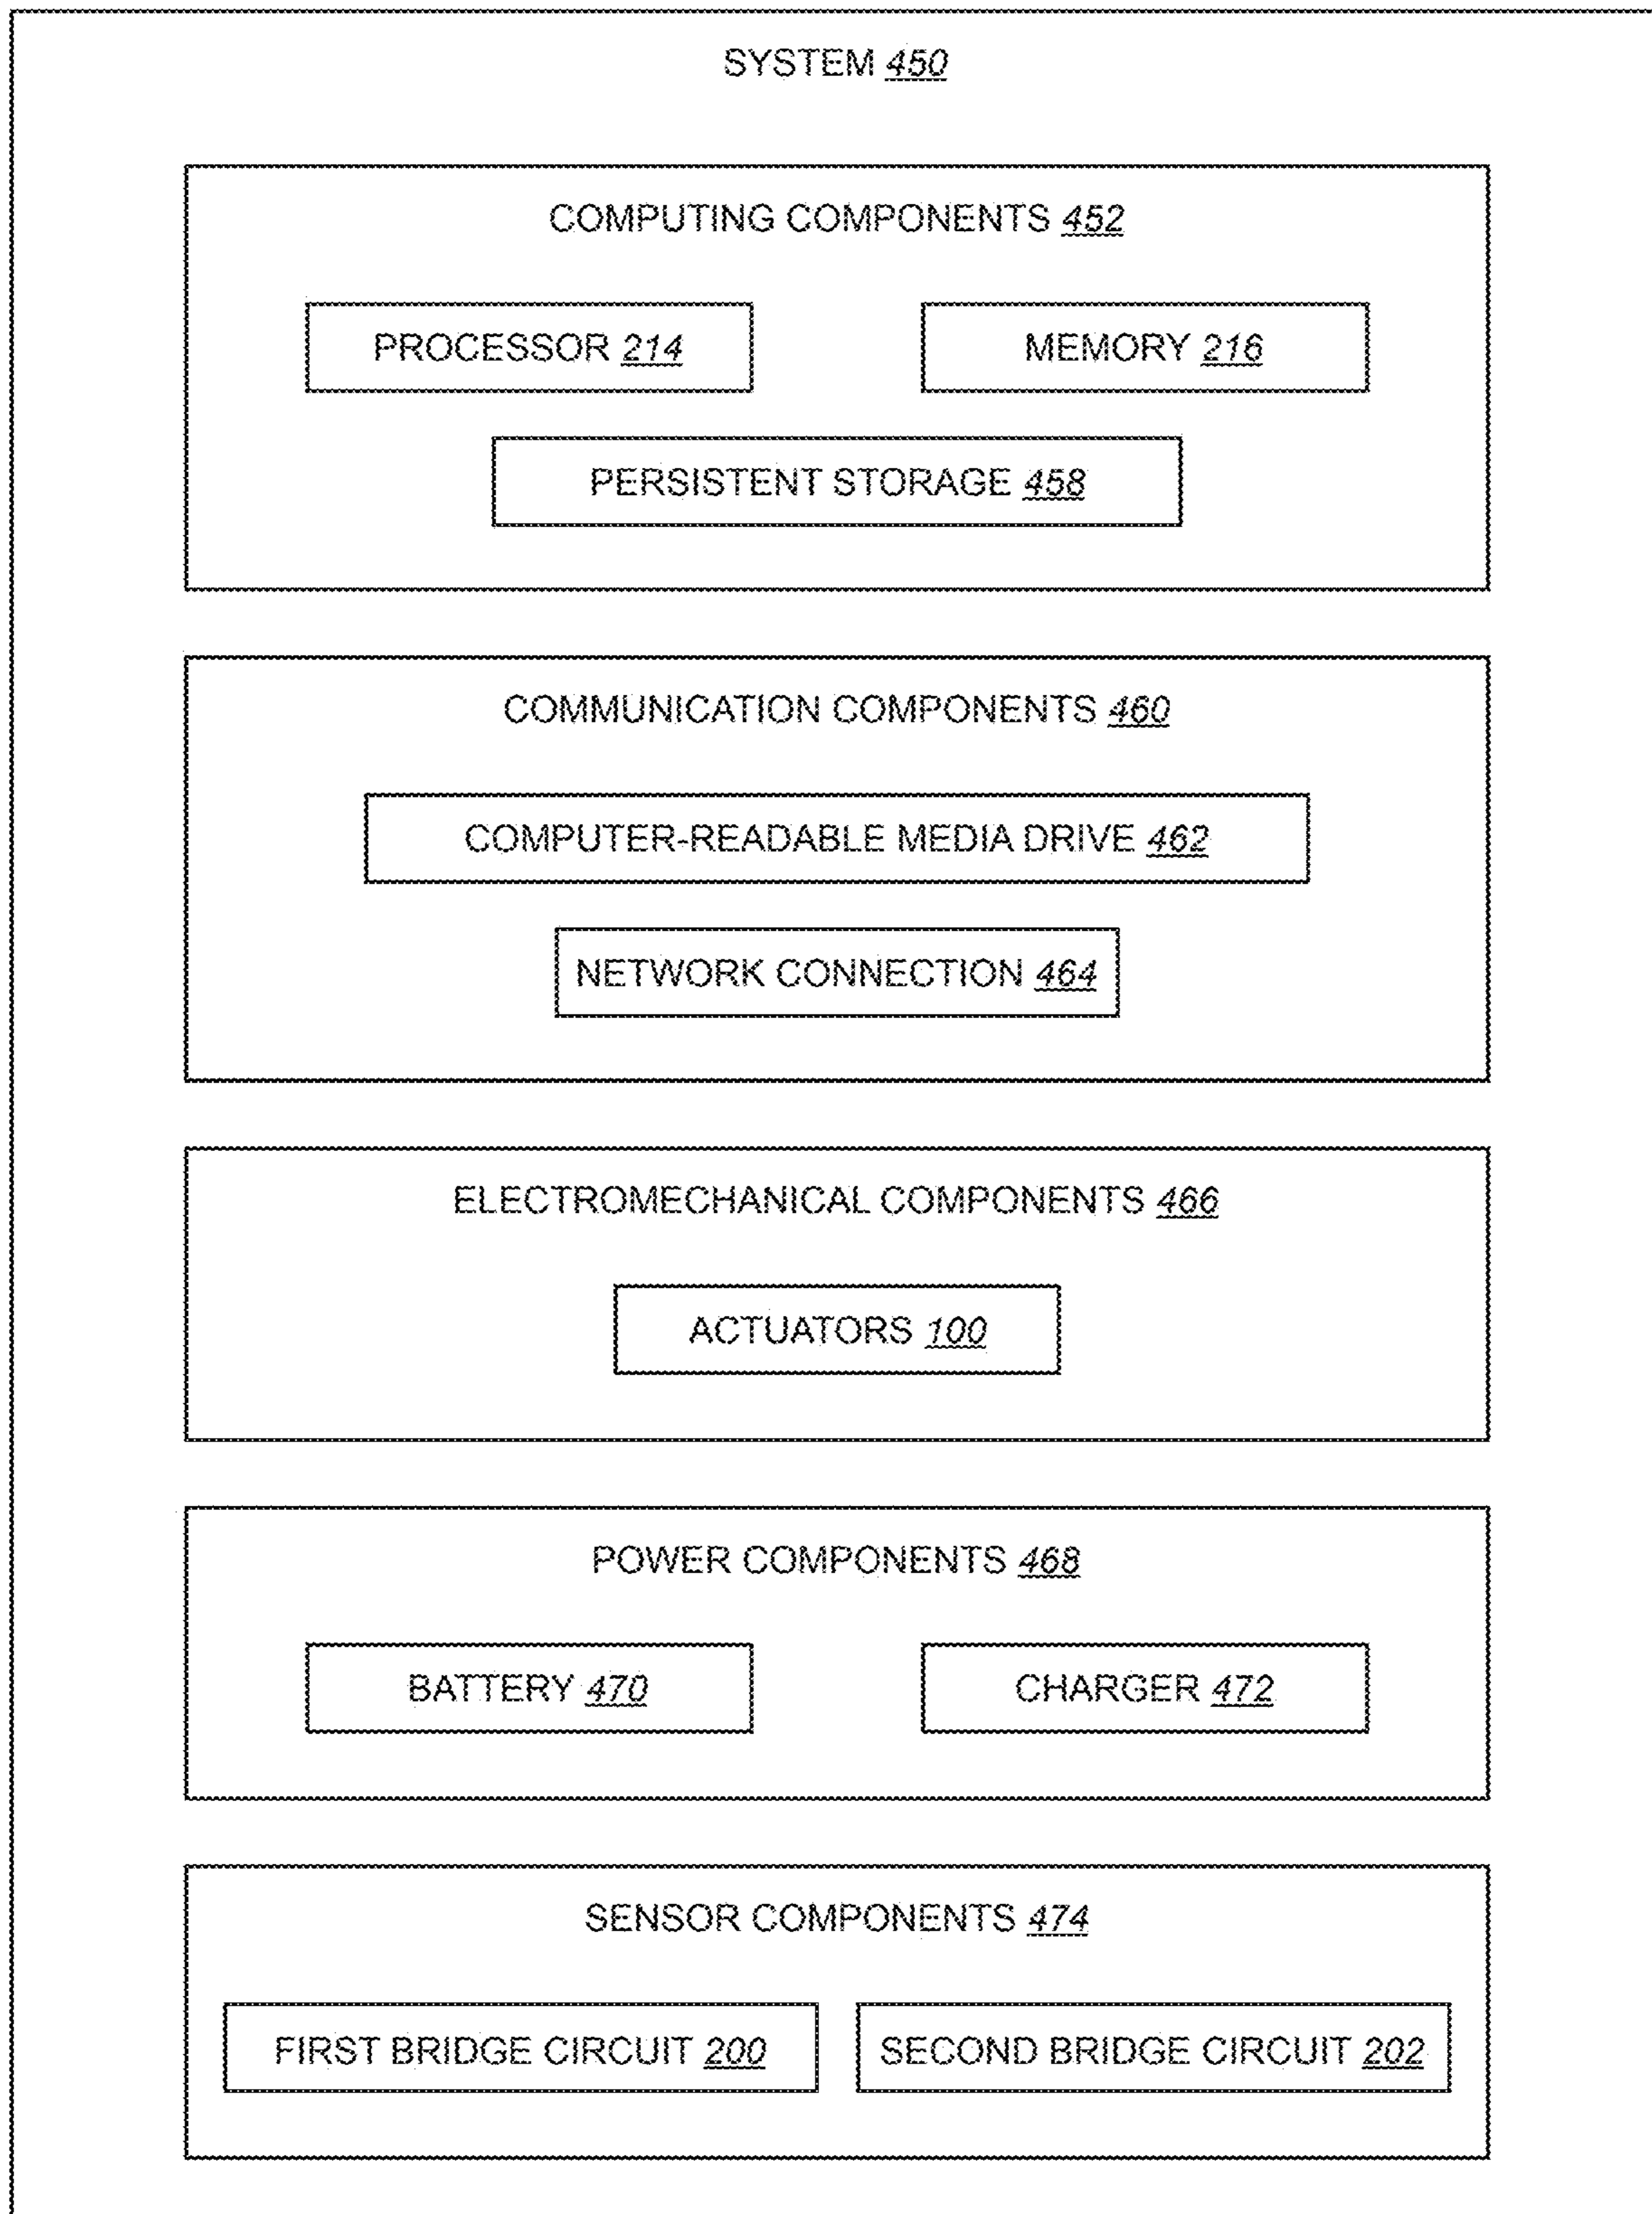 SYSTEM 450
COMPUTING COMPONENTS 452
PROCESSOR 214
MEMORY 216
PERSISTENT STORAGE 458
COMMUNICATION COMPONENTS 460
COMPUTER-READABLE MEDIA DRIVE 462
NETWORK CONNECTION 464
ELECTROMECHANICAL COMPONENTS 466
ACTUATORS 100
POWER COMPONENTS 468
BATTERY 470
CHARGER 472
SENSOR COMPONENTS 474
FIRST BRIDGE CIRCUIT 200
SECOND BRIDGE CIRCUIT 202